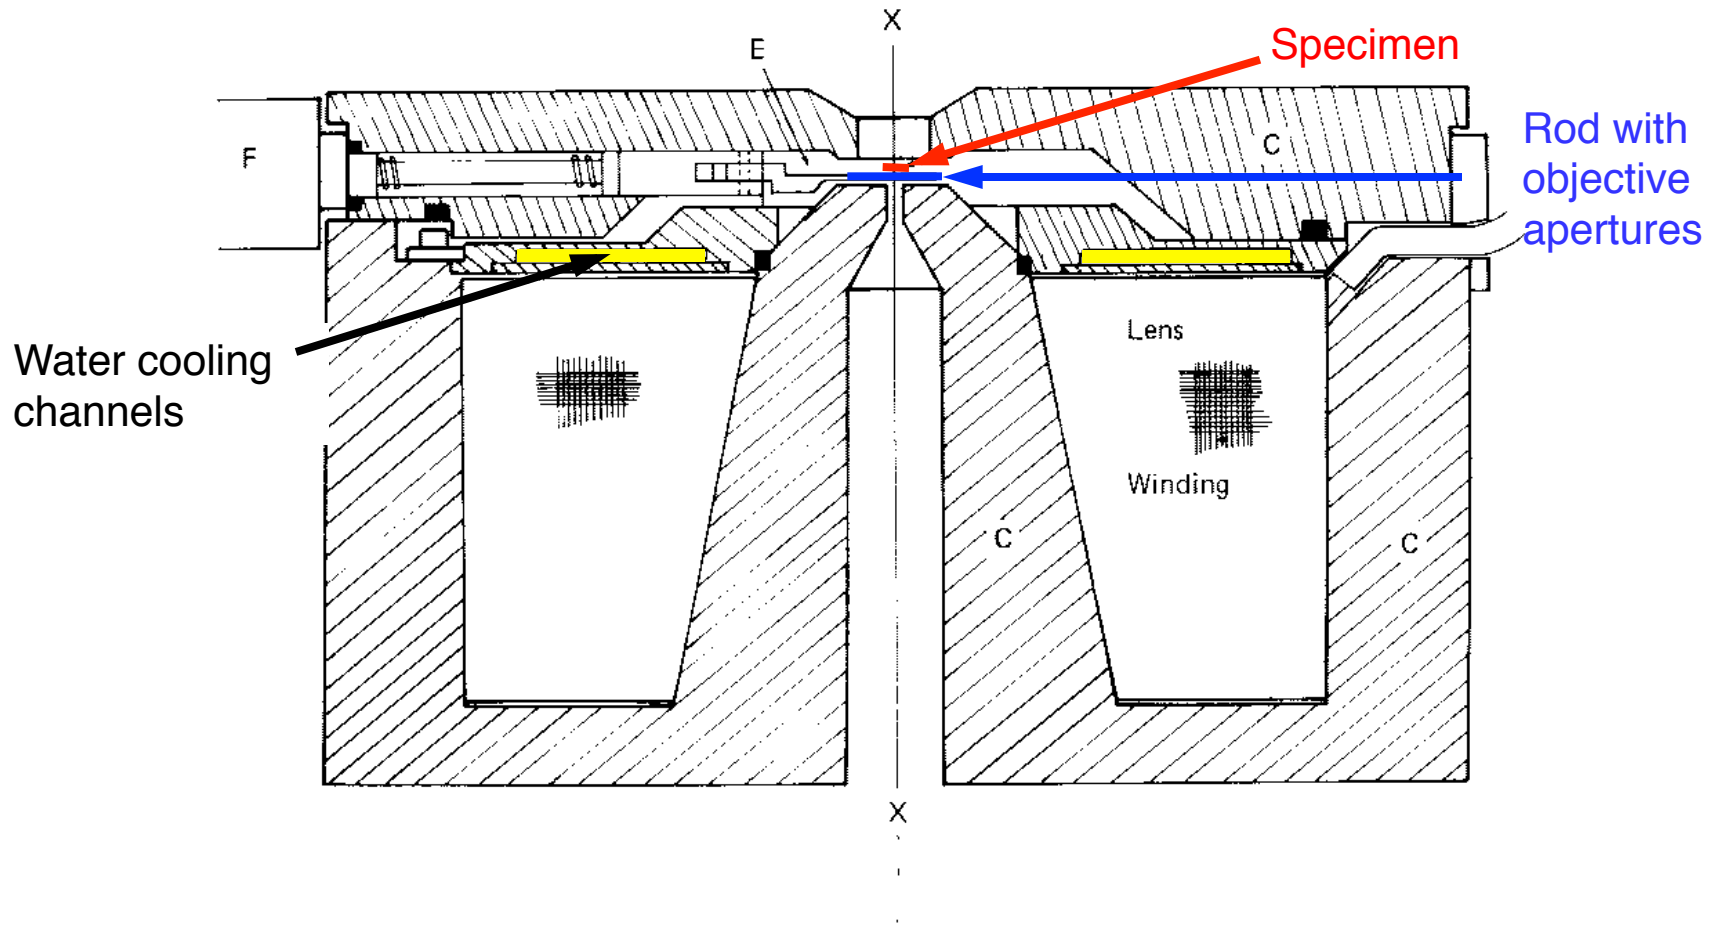 X
E
Specimen
F
C
Rod with
objective
apertures
Water cooling
channels
Lens
Winding
C
C
X